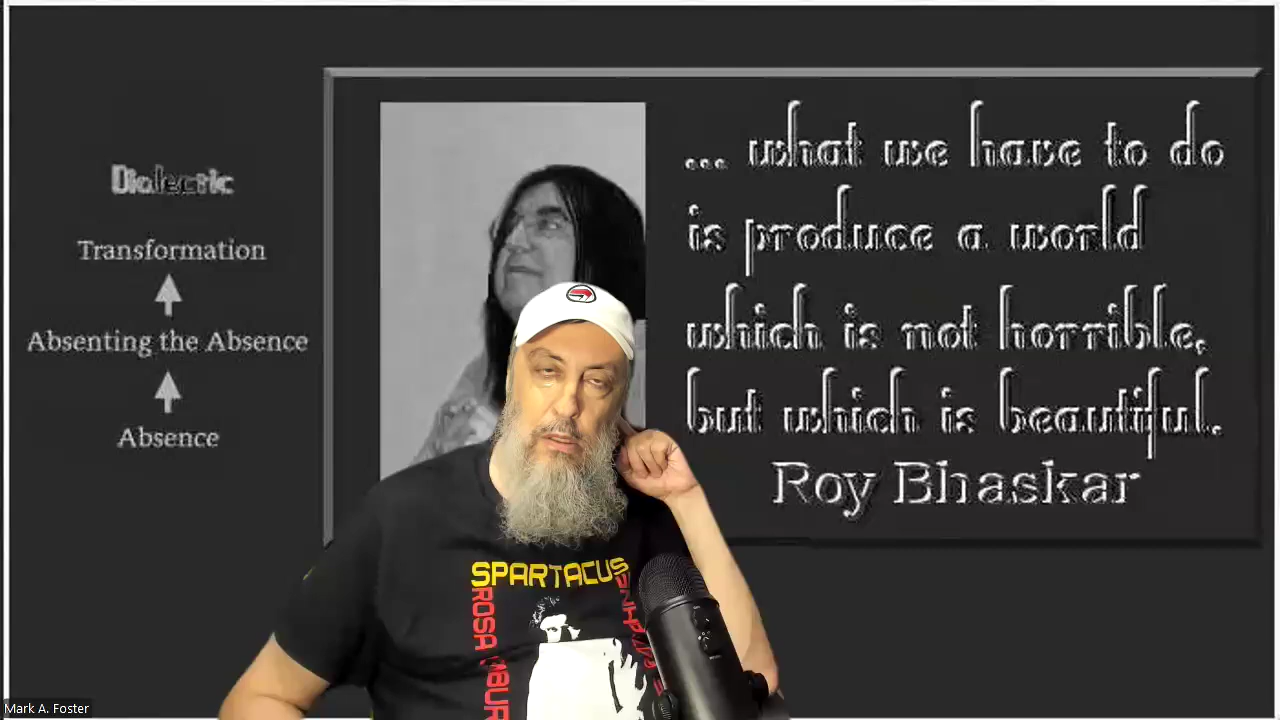 Dialectic
Transformation
Absenting the Absence
Absence
... what we have to do
is produce a world
which is not horrible,
but which is beautiful.
Roy Bhaskar
SPARTACUS
ROSA
Mark A. Foster